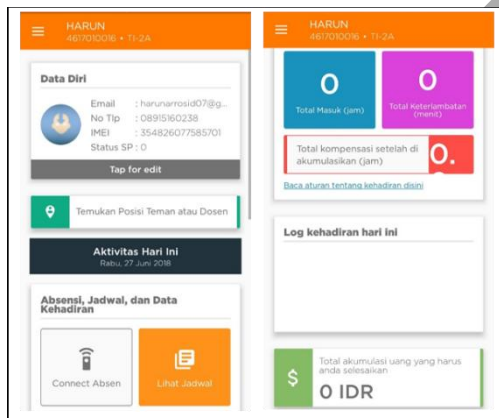 HARUN
4617010016 • TI-2A
Data Diri
Email : harunarrosid07@g...
No Tlp : 08915160238
IMEI : 354826077585701
Status SP : 0
Tap for edit
Temukan Posisi Teman atau Dosen
Aktivitas Hari Ini
Rabu, 27 Juni 2018
Absensi, Jadwal, dan Data
Kehadiran
Connect Absen
Lihat Jadwal
HARUN
4617010016 • TI-2A
0
Total Masuk (jam)
0
Total Keterlambatan
(menit)
Total kompensasi setelah di
akumulasikan (jam)
0.
Baca aturan tentang kehadiran disini
Log kehadiran hari ini
$
Total akumulasi uang yang harus
anda selesaikan
0 IDR